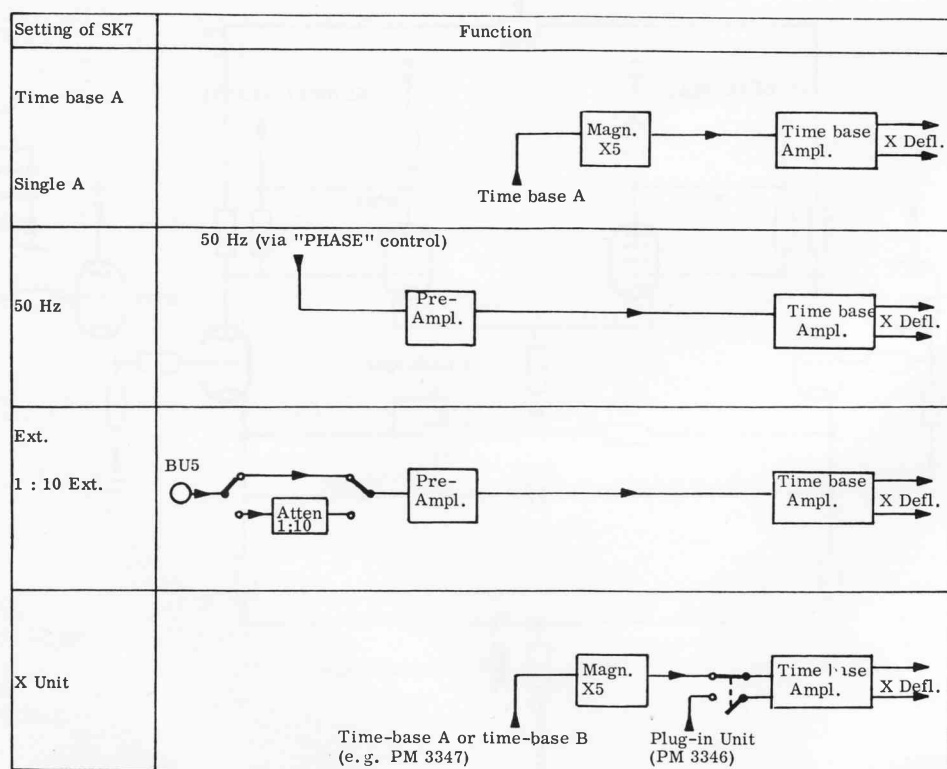 Setting of SK7
Function
Time base A
Single A
Magn.
X5
Time base
Ampl.
X Defl.
Time base A
50 Hz
50 Hz (via "PHASE" control)
Pre-
Ampl.
Time base
Ampl.
X Defl.
Ext.
1 : 10 Ext.
BU5
Atten
1:10
Pre-
Ampl.
Time base
Ampl.
X Defl.
X Unit
Magn.
X5
Time base
Ampl.
X Defl.
Time-base A or time-base B
(e.g. PM 3347)
Plug-in Unit
(PM 3346)